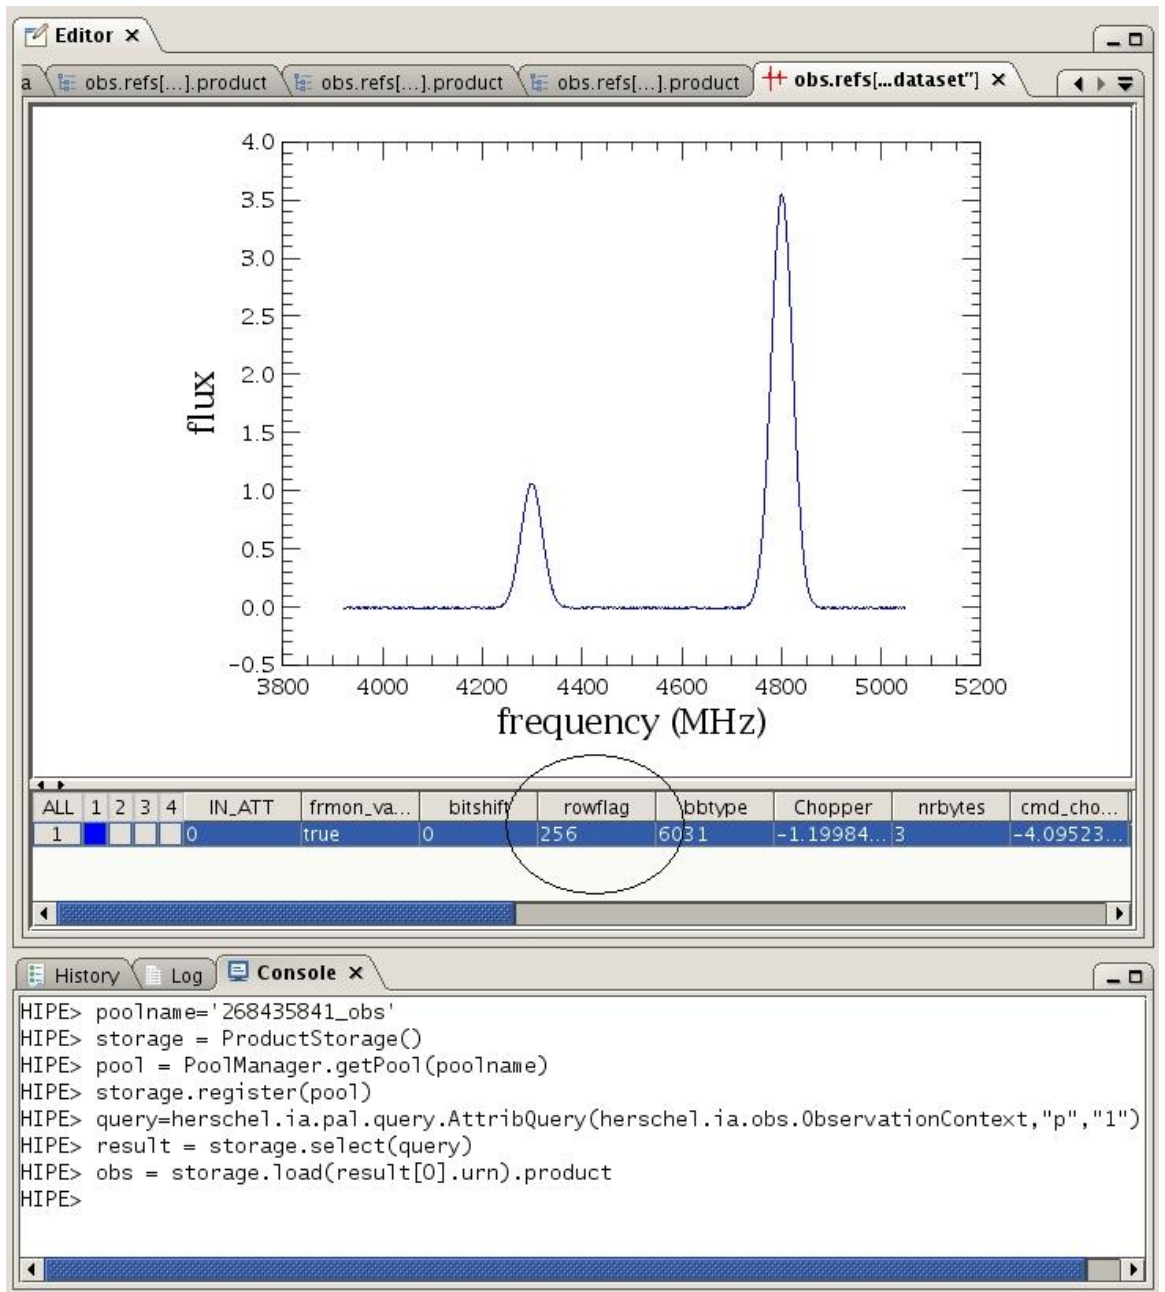 Editor
a obs.refs[...].product obs.refs[...].product obs.refs[...].product obs.refs[...dataset"]
4.0
3.5
3.0
2.5
2.0
1.5
1.0
0.5
0.0
-0.5
flux
3800 4000 4200 4400 4600 4800 5000 5200
frequency (MHz)
ALL 1 2 3 4 IN_ATT frmon_va... bitshift rowflag bbtype Chopper nrbytes cmd_cho...
1 0 true 0 256 6031 -1.19984... 3 -4.09523...
History Log Console
HIPE> poolname='268435841_obs'
HIPE> storage = ProductStorage()
HIPE> pool = PoolManager.getPool(poolname)
HIPE> storage.register(pool)
HIPE> query=herschel.ia.pal.query.AttribQuery(herschel.ia.obs.ObservationContext,"p","1")
HIPE> result = storage.select(query)
HIPE> obs = storage.load(result[0].urn).product
HIPE>